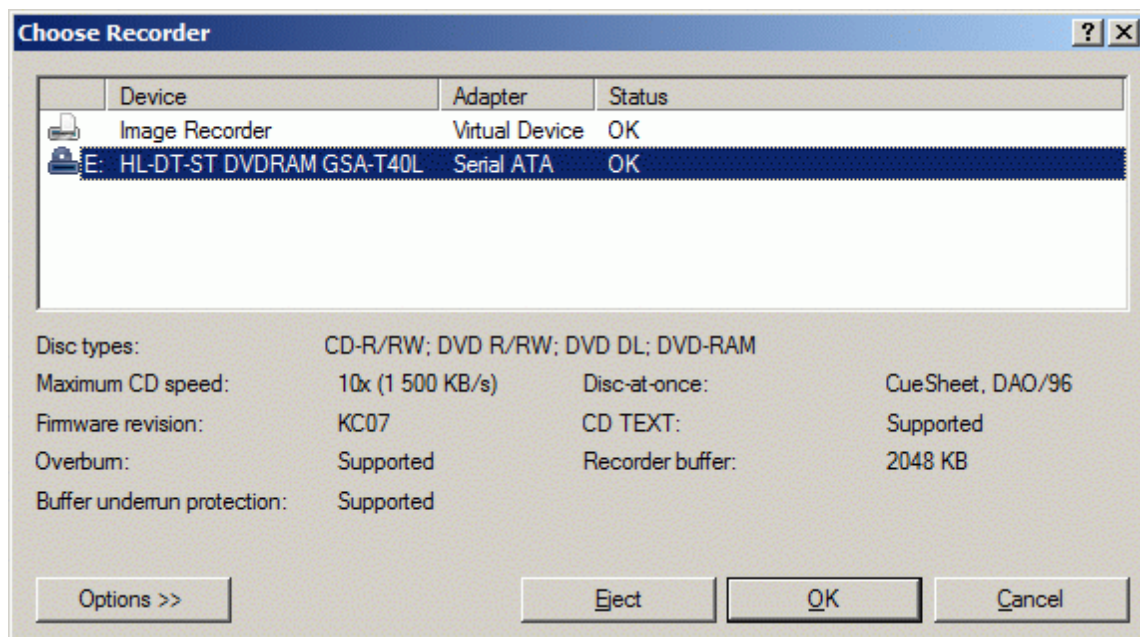 Choose Recorder
Device Adapter Status
Image Recorder Virtual Device OK
E: HL-DT-ST DVDRAM GSA-T40L Serial ATA OK
Disc types: CD-R/RW; DVD R/RW; DVD DL; DVD-RAM
Maximum CD speed: 10x (1 500 KB/s) Disc-at-once: CueSheet, DAO/96
Firmware revision: KC07 CD TEXT: Supported
Overburn: Supported Recorder buffer: 2048 KB
Buffer underrun protection: Supported
Options >> Eject OK Cancel